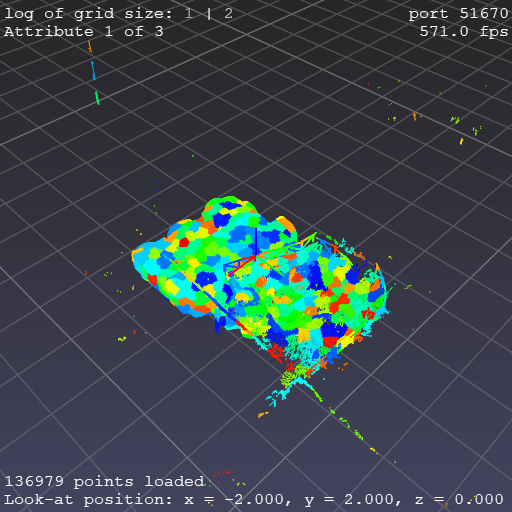 log of grid size: 1 | 2
port 51670
Attribute 1 of 3
571.0 fps
136979 points loaded
Look-at position: x = -2.000, y = 2.000, z = 0.000